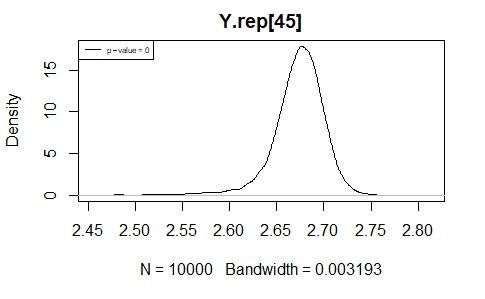 Y.rep[45]
p-value = 0
Density
15
10
5
0
2.45 2.50 2.55 2.60 2.65 2.70 2.75 2.80
N = 10000 Bandwidth = 0.003193